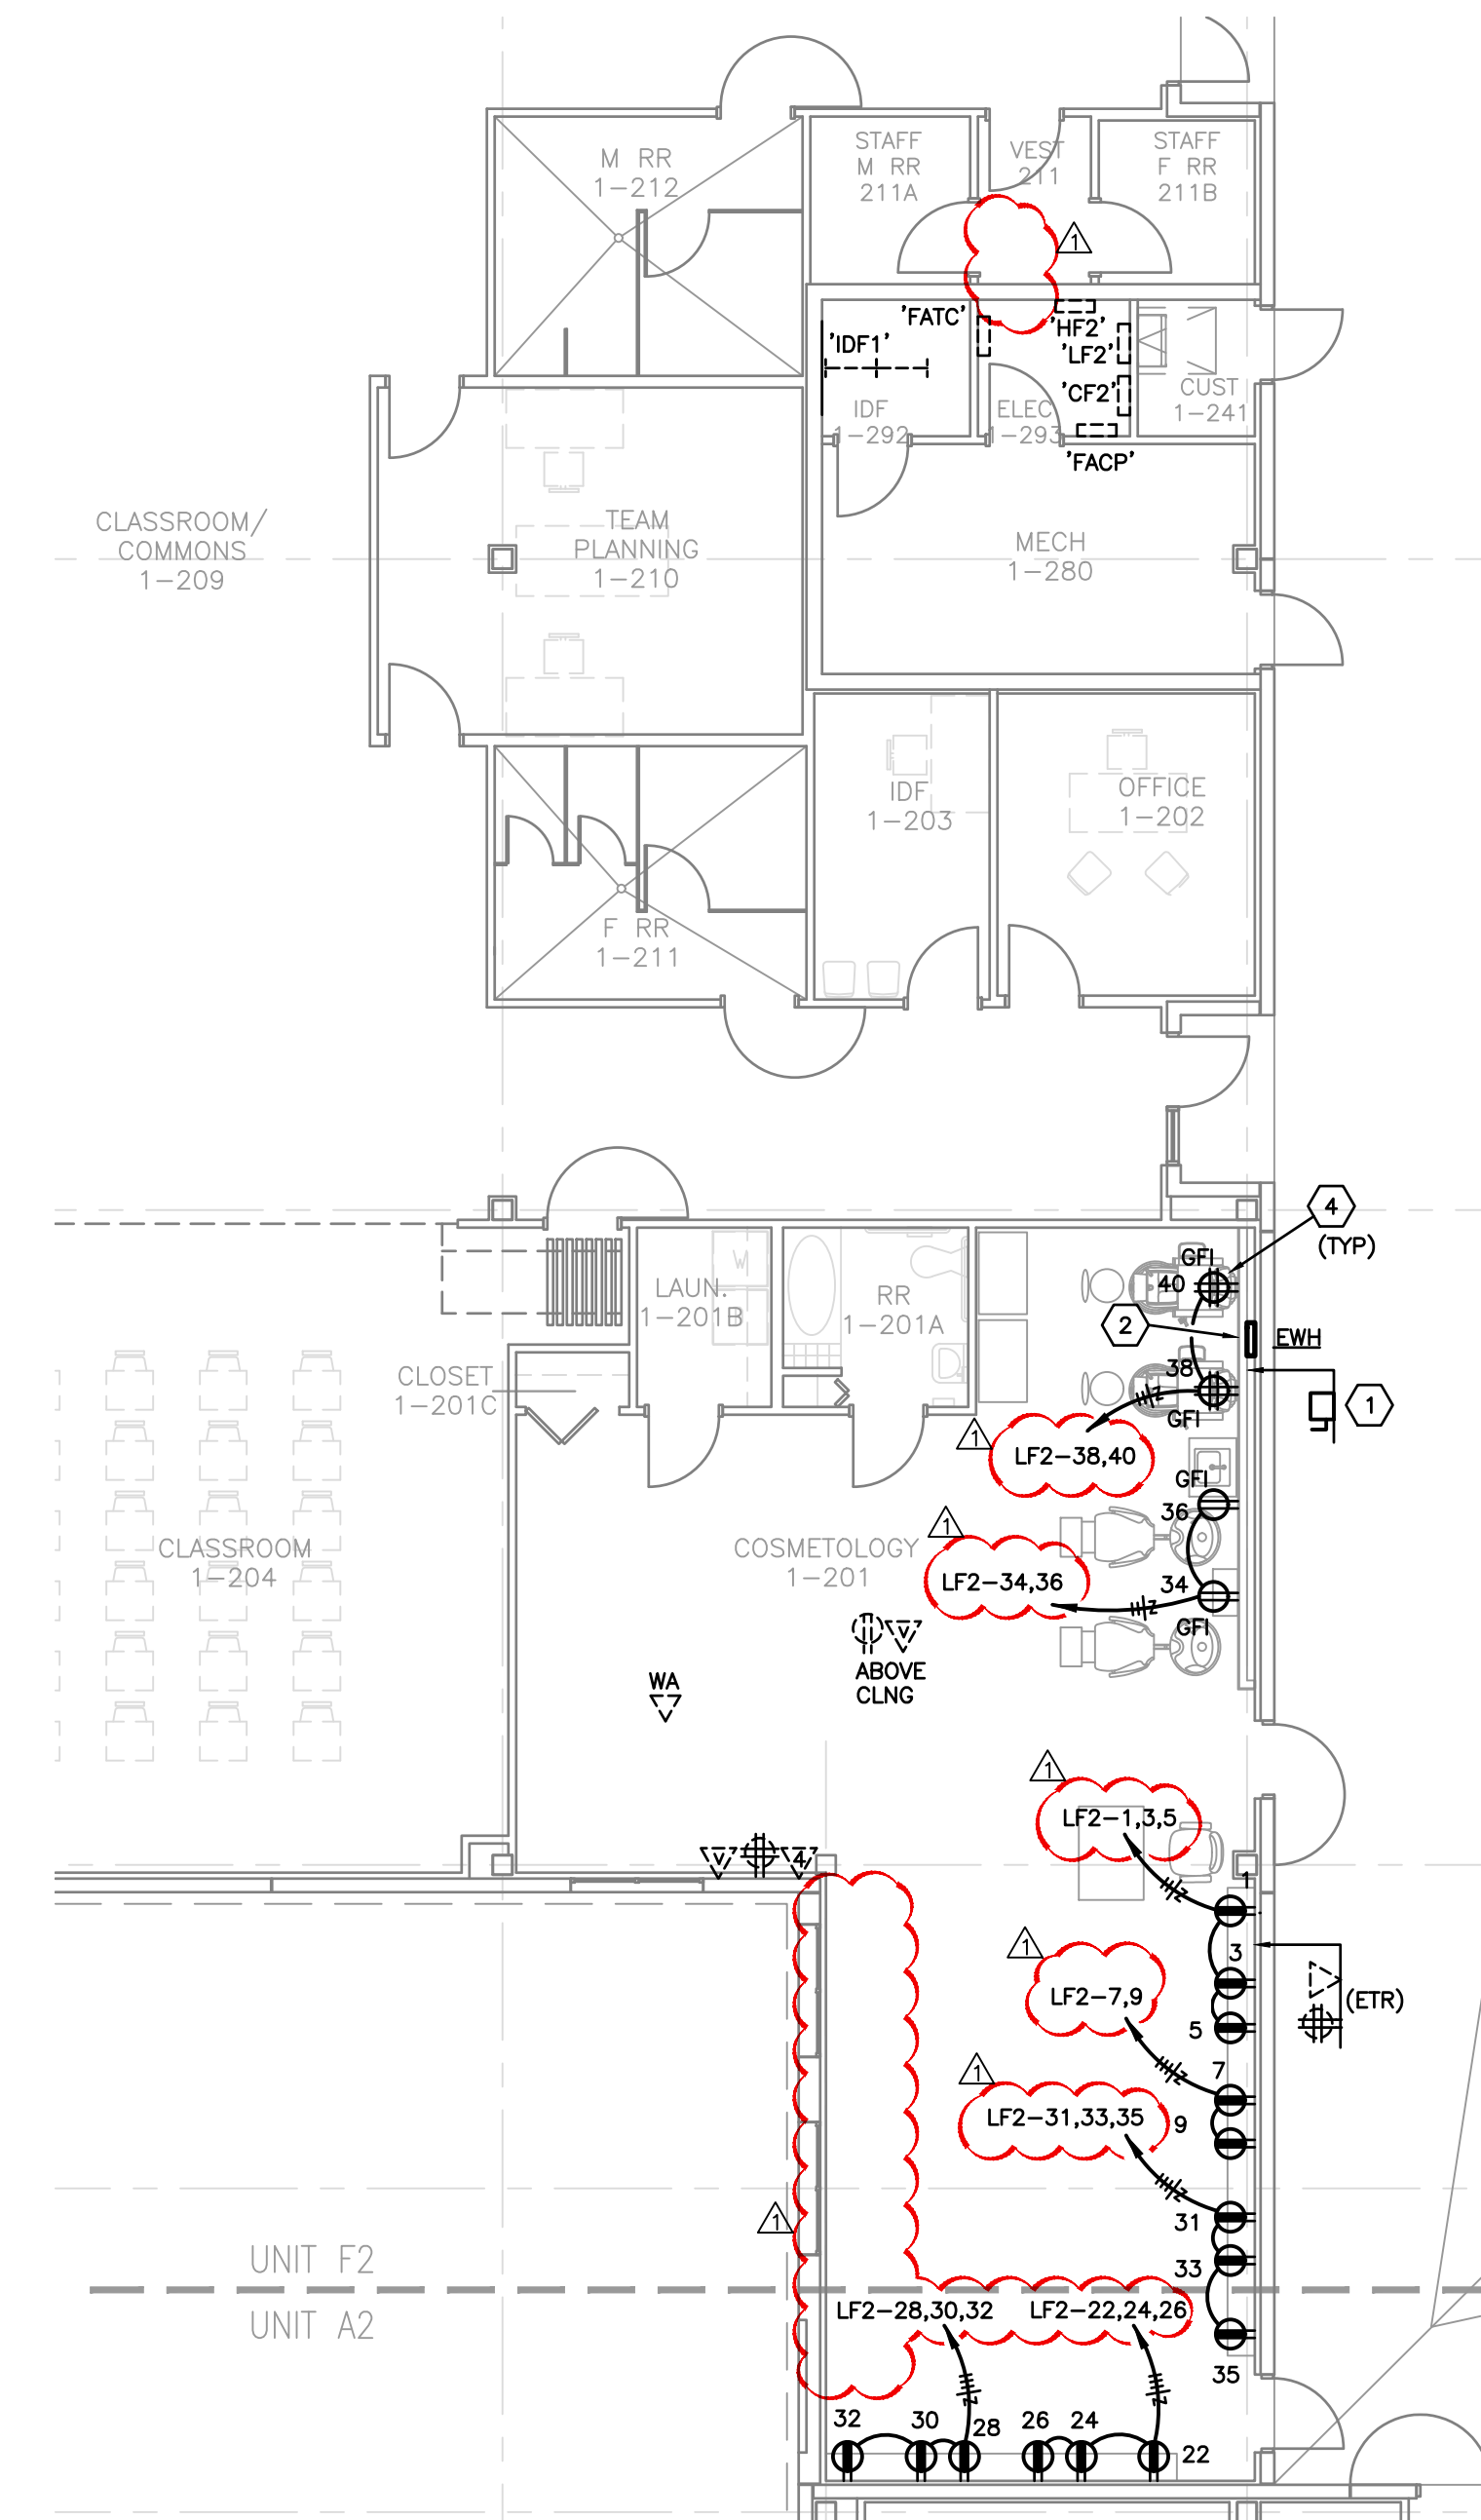 M RR
1-212
STAFF
M RR
211A
VEST
211
STAFF
F RR
211B
1
'FATC'
'HF2'
'IDF1'
'LF2'
'CF2'
CUST
1-241
IDF
1-292
ELEC
1-293
'FACP'
CLASSROOM/
COMMONS
1-209
TEAM
PLANNING
1-210
MECH
1-280
IDF
1-203
OFFICE
1-202
F RR
1-211
4
(TYP)
GFI
40
W
LAUN.
1-201B
RR
1-201A
2
EWH
38
CLOSET
1-201C
GFI
1
1
LF2-38,40
GFI
36
1
CLASSROOM
1-204
COSMETOLOGY
1-201
LF2-34,36
34
GFI
V
ABOVE
CLNG
WA
1
LF2-1,3,5
V
4
1
1
3
(ETR)
LF2-7,9
5
7
1
LF2-31,33,35
9
31
1
33
UNIT F2
UNIT A2
LF2-28,30,32
LF2-22,24,26
35
32
30
28
26
24
22